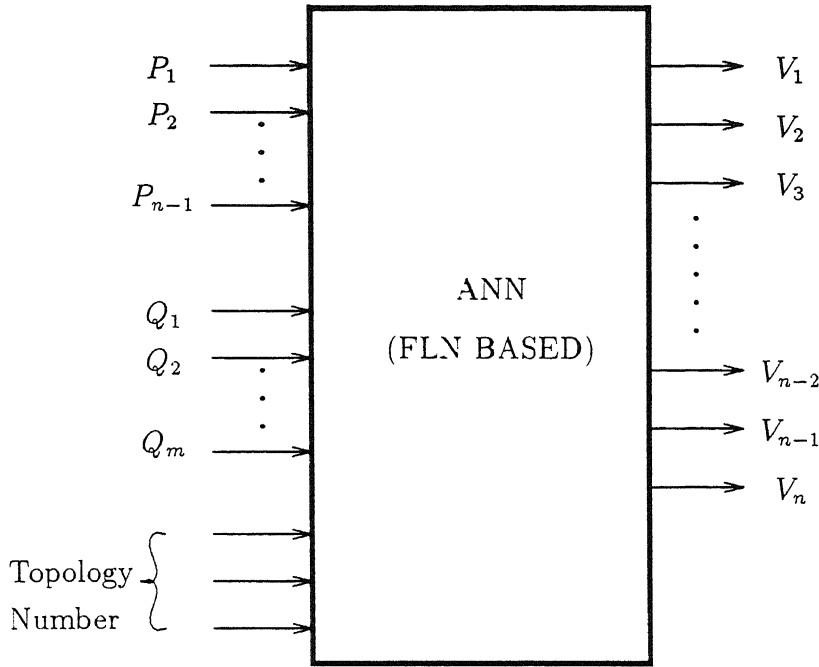 P₁
P₂
Pₙ₋₁
Q₁
Q₂
Qₘ
Topology
Number
ANN
(FLN BASED)
V₁
V₂
V₃
Vₙ₋₂
Vₙ₋₁
Vₙ